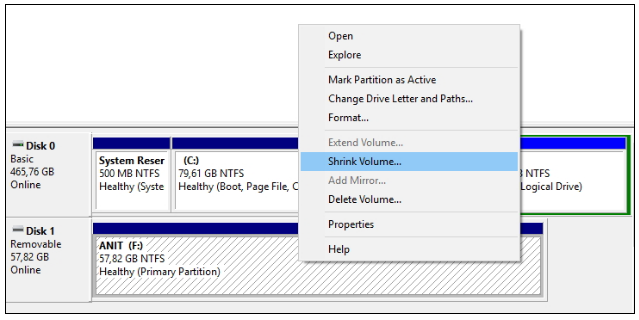 Open
Explore
Mark Partition as Active
Change Drive Letter and Paths...
Format...
Extend Volume...
Shrink Volume...
Add Mirror...
Delete Volume...
Properties
Help
Disk 0
Basic
465,76 GB
Online
System Reser
500 MB NTFS
Healthy (Syste
(C:)
79,61 GB NTFS
Healthy (Boot, Page File, C
NTFS
Logical Drive)
Disk 1
Removable
57,82 GB
Online
ANIT (F:)
57,82 GB NTFS
Healthy (Primary Partition)